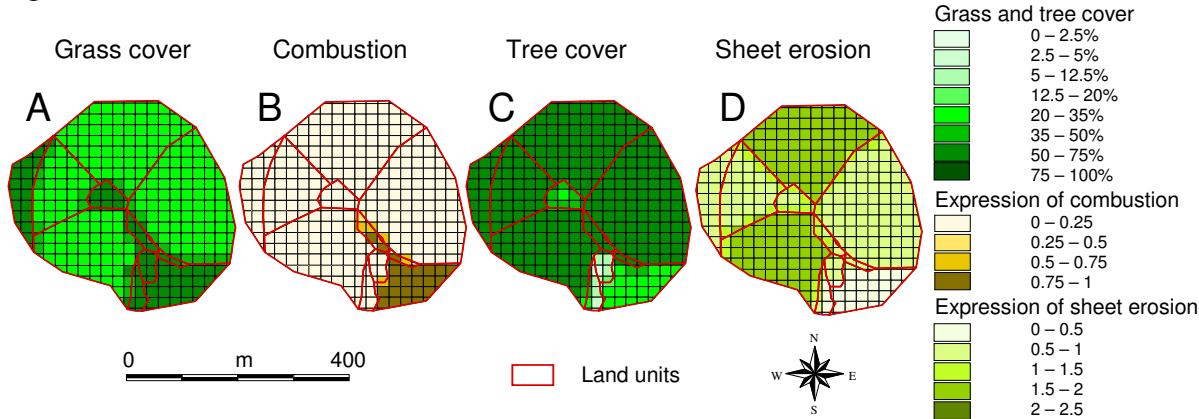 Grass cover
Combustion
Tree cover
Sheet erosion
A
B
C
D
0 m 400
Land units
N
W E
S
Grass and tree cover
0 – 2.5%
2.5 – 5%
5 – 12.5%
12.5 – 20%
20 – 35%
35 – 50%
50 – 75%
75 – 100%
Expression of combustion
0 – 0.25
0.25 – 0.5
0.5 – 0.75
0.75 – 1
Expression of sheet erosion
0 – 0.5
0.5 – 1
1 – 1.5
1.5 – 2
2 – 2.5